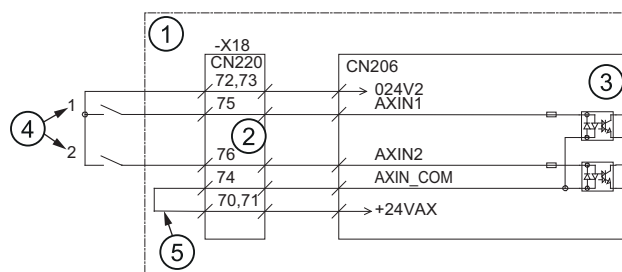 1
-X18
CN220
CN206
3
72,73
024V2
1
75
AXIN1
4
2
2
76
AXIN2
74
AXIN_COM
70,71
+24VAX
5